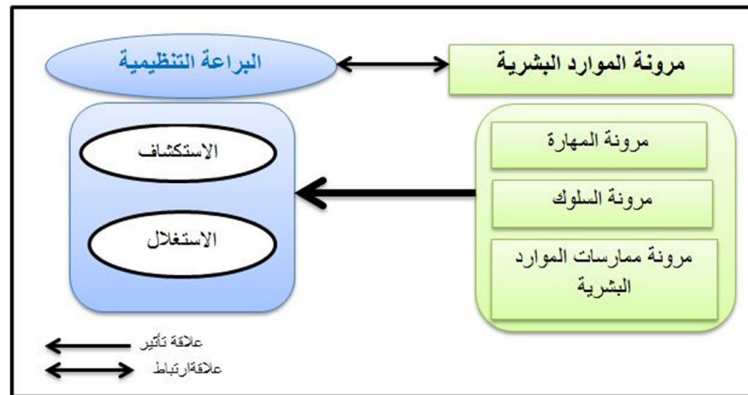 مرونة الموارد البشرية
البراعة التنظيمية
مرونة المهارة
مرونة السلوك
مرونة ممارسات الموارد
البشرية
الاستكشاف
الاستغلال
علاقة تأثير
علاقةارتباط